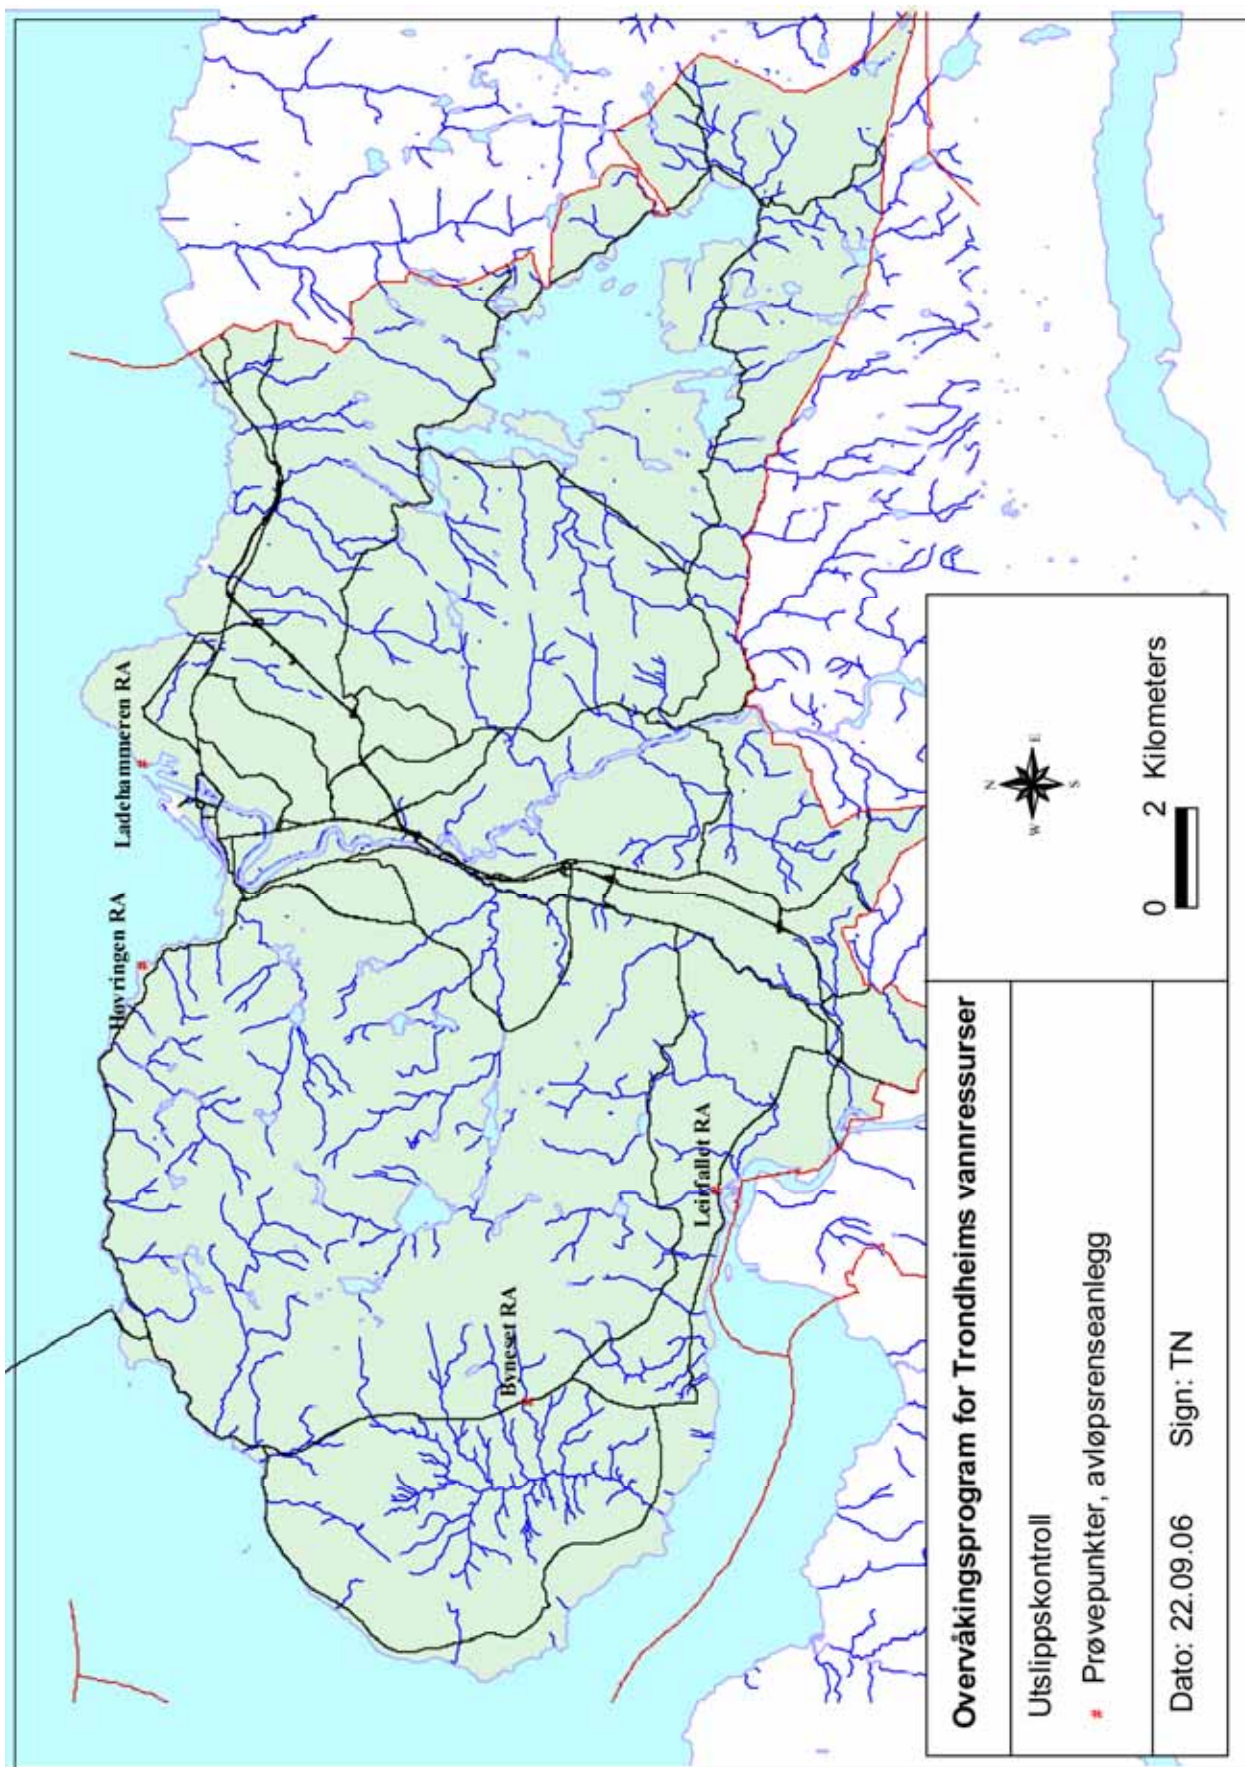 Ladehammeren RA
Høvringen RA
Leirfallet RA
Byneset RA
Overvåkingsprogram for Trondheims vannressurser
Utslippskontroll
# Prøvepunkter, avløpsrenseanlegg
Dato: 22.09.06 Sign: TN
N
W E
S
0 2 Kilometers